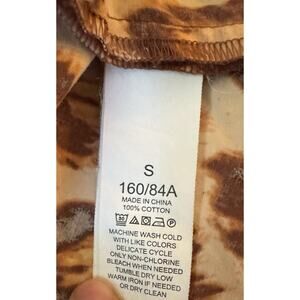 S
160/84A
MADE IN CHINA
100% COTTON
MACHINE WASH COLD
WITH LIKE COLORS
DELICATE CYCLE
ONLY NON-CHLORINE
BLEACH WHEN NEEDED
TUMBLE DRY LOW
WARM IRON IF NEEDED
OR DRY CLEAN